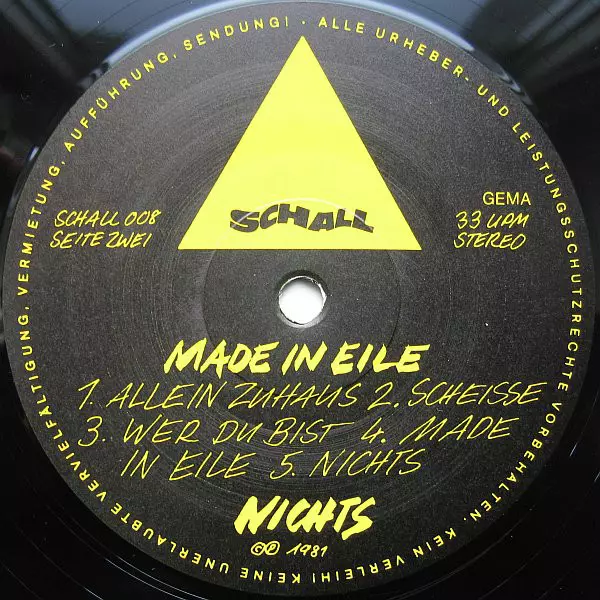 ALLE URHEBER- UND LEISTUNGSSCHUTZRECHTE VORBEHALTEN. KEIN VERLEIH! KEINE UNERLAUBTE VERVIELFÄLTIGUNG, VERMIETUNG, AUFFÜHRUNG, SENDUNG! ·
SCHALL
SCHALL 008
SEITE ZWEI
GEMA
33 UPM
STEREO
MADE IN EILE
1. ALLEIN ZUHAUS 2. SCHEISSE
3. WER DU BIST 4. MADE
IN EILE 5. NICHTS
NICHTS
©℗ 1981